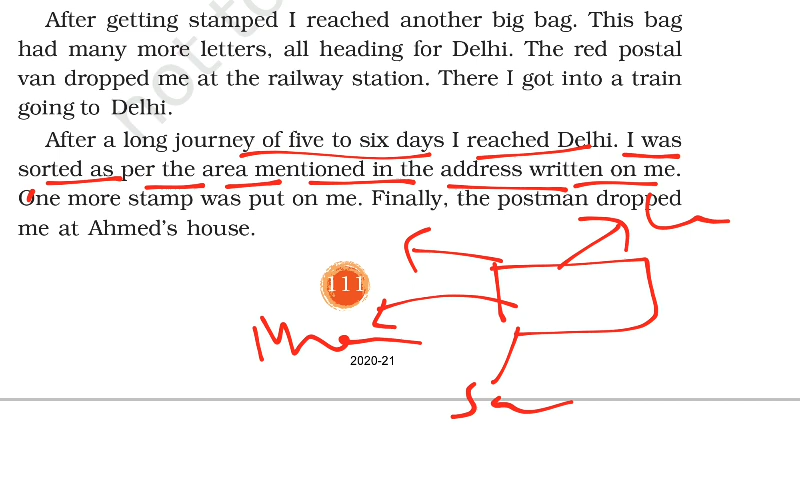 After getting stamped I reached another big bag. This bag
had many more letters, all heading for Delhi. The red postal
van dropped me at the railway station. There I got into a train
going to Delhi.
After a long journey of five to six days I reached Delhi. I was
sorted as per the area mentioned in the address written on me.
One more stamp was put on me. Finally, the postman dropped
me at Ahmed's house.
111
2020-21